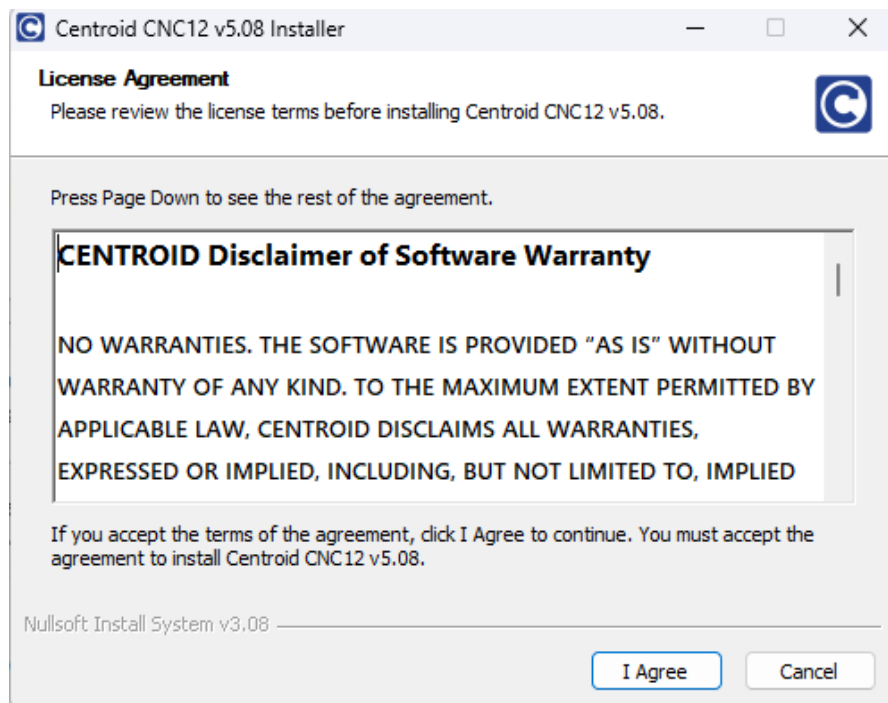 Centroid CNC12 v5.08 Installer
License Agreement
Please review the license terms before installing Centroid CNC12 v5.08.
Press Page Down to see the rest of the agreement.
CENTROID Disclaimer of Software Warranty
NO WARRANTIES. THE SOFTWARE IS PROVIDED “AS IS” WITHOUT
WARRANTY OF ANY KIND. TO THE MAXIMUM EXTENT PERMITTED BY
APPLICABLE LAW, CENTROID DISCLAIMS ALL WARRANTIES,
EXPRESSED OR IMPLIED, INCLUDING, BUT NOT LIMITED TO, IMPLIED
If you accept the terms of the agreement, click I Agree to continue. You must accept the
agreement to install Centroid CNC12 v5.08.
Nullsoft Install System v3.08
I Agree
Cancel